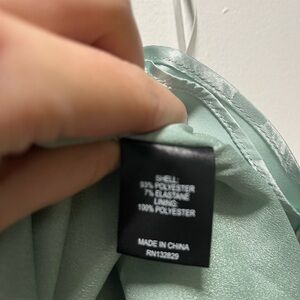 SHELL:
93% POLYESTER
7% ELASTANE
LINING:
100% POLYESTER
MADE IN CHINA
RN132829